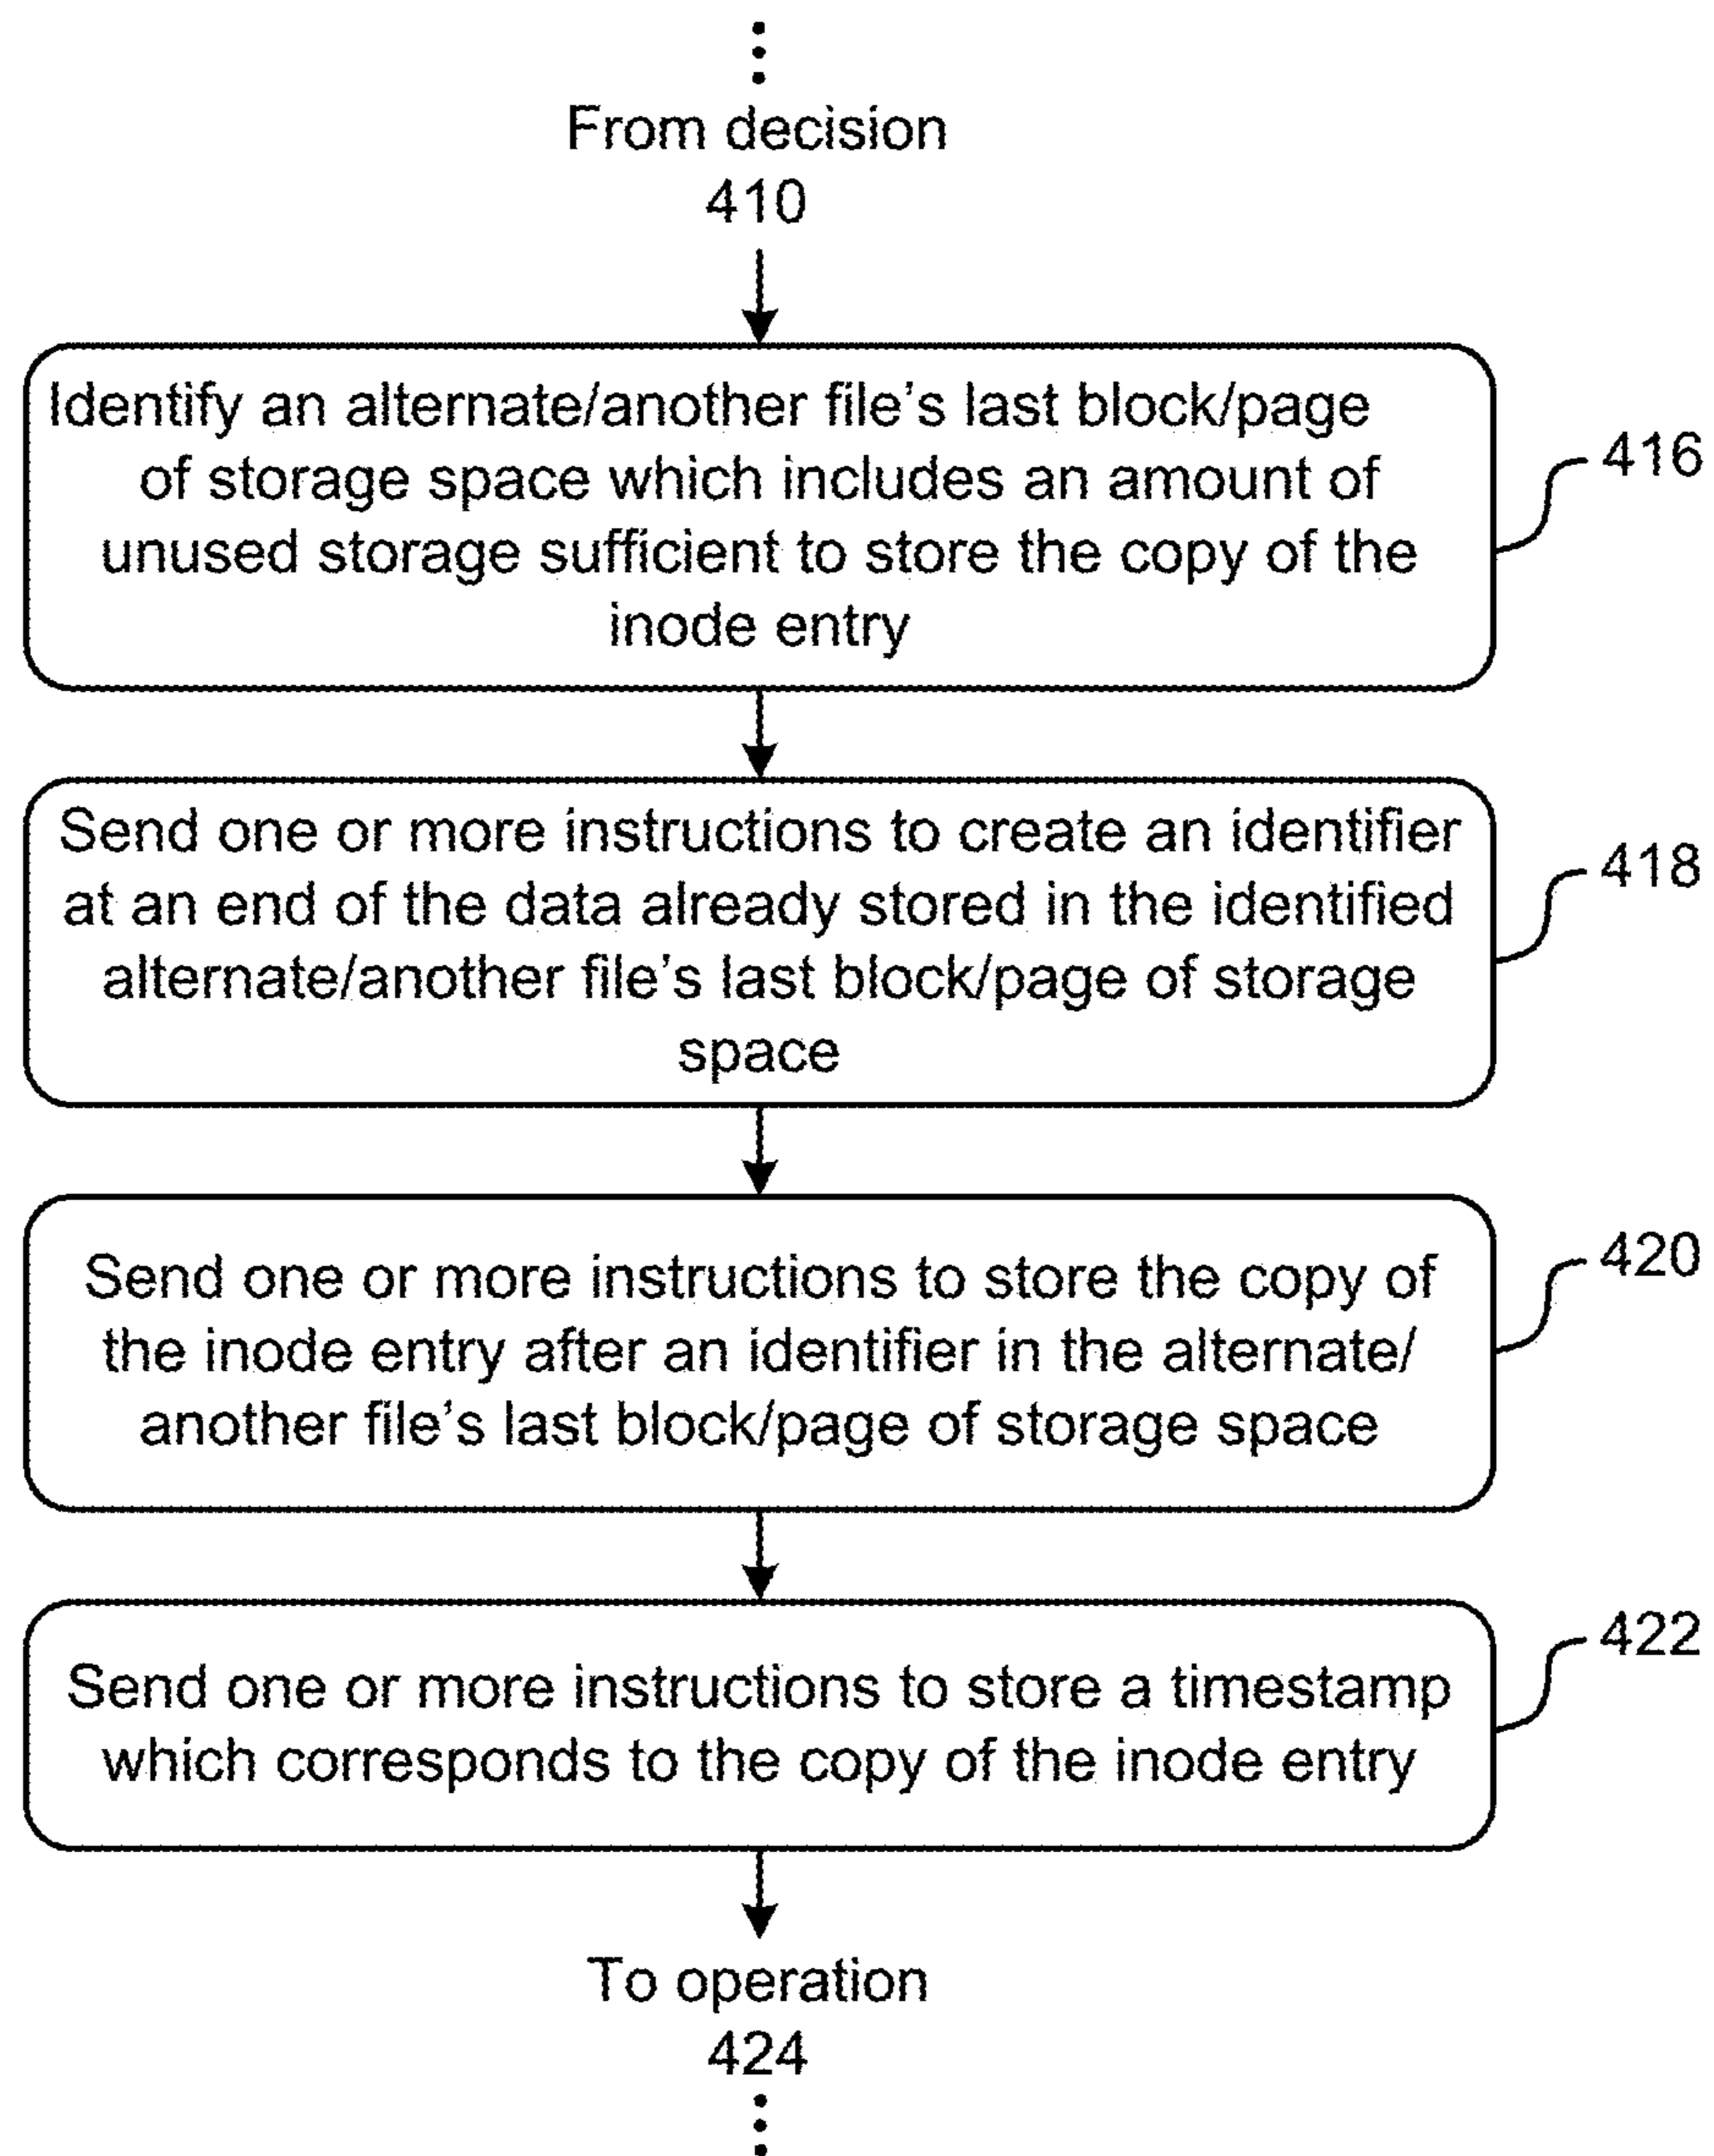 From decision
410
Identify an alternate/another file's last block/page
of storage space which includes an amount of
unused storage sufficient to store the copy of the
inode entry
416
Send one or more instructions to create an identifier
at an end of the data already stored in the identified
alternate/another file's last block/page of storage
space
418
Send one or more instructions to store the copy of
the inode entry after an identifier in the alternate/
another file's last block/page of storage space
420
Send one or more instructions to store a timestamp
which corresponds to the copy of the inode entry
422
To operation
424